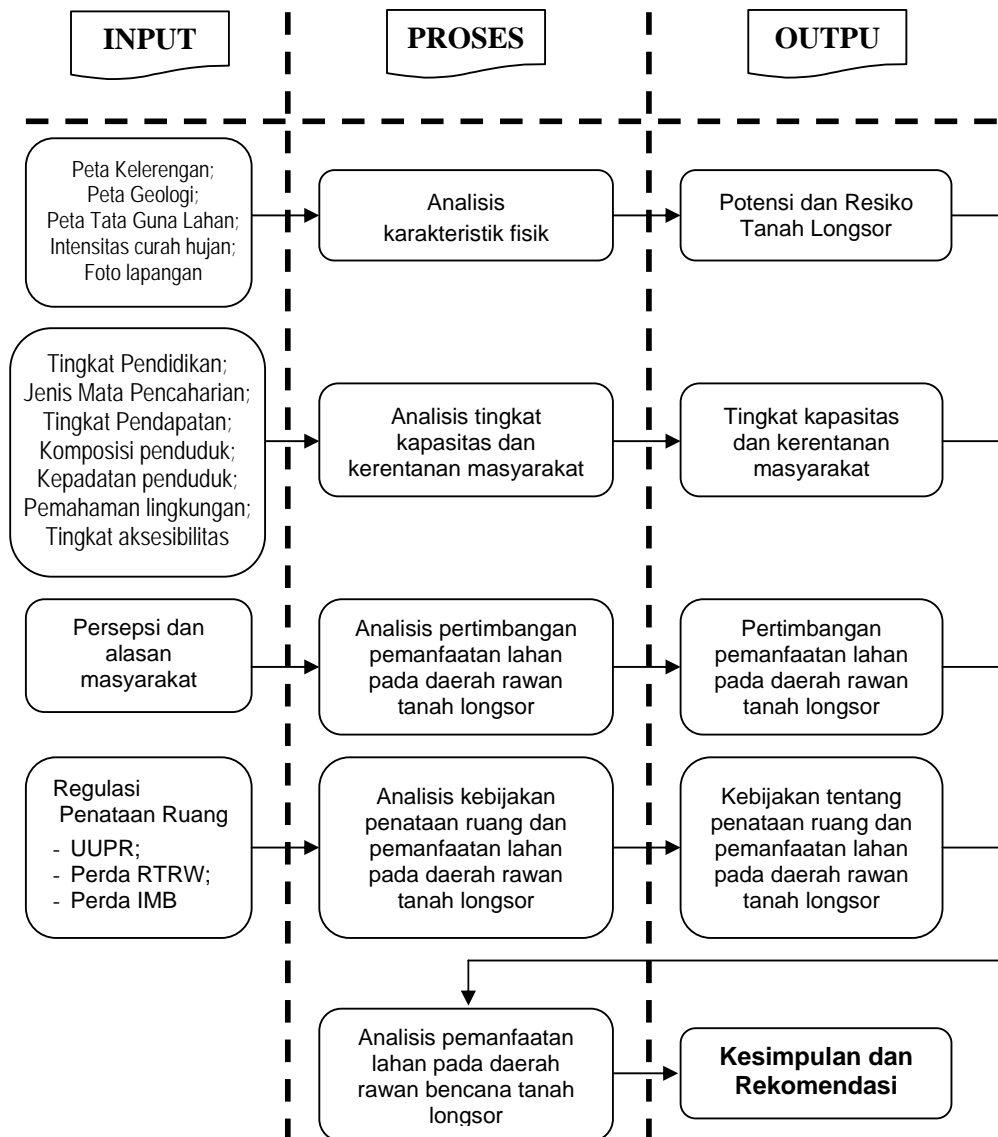 INPUT
PROSES
OUTPU
Peta Kelerengan;
Peta Geologi;
Peta Tata Guna Lahan;
Intensitas curah hujan;
Foto lapangan
Analisis
karakteristik fisik
Potensi dan Resiko
Tanah Longsor
Tingkat Pendidikan;
Jenis Mata Pencaharian;
Tingkat Pendapatan;
Komposisi penduduk;
Kepadatan penduduk;
Pemahaman lingkungan;
Tingkat aksesibilitas
Analisis tingkat
kapasitas dan
kerentanan masyarakat
Tingkat kapasitas
dan kerentanan
masyarakat
Persepsi dan
alasan
masyarakat
Analisis pertimbangan
pemanfaatan lahan
pada daerah rawan
tanah longsor
Pertimbangan
pemanfaatan lahan
pada daerah rawan
tanah longsor
Regulasi
Penataan Ruang
- UUPR;
- Perda RTRW;
- Perda IMB
Analisis kebijakan
penataan ruang dan
pemanfaatan lahan
pada daerah rawan
tanah longsor
Kebijakan tentang
penataan ruang dan
pemanfaatan lahan
pada daerah rawan
tanah longsor
Analisis pemanfaatan
lahan pada daerah
rawan bencana tanah
longsor
Kesimpulan dan
Rekomendasi